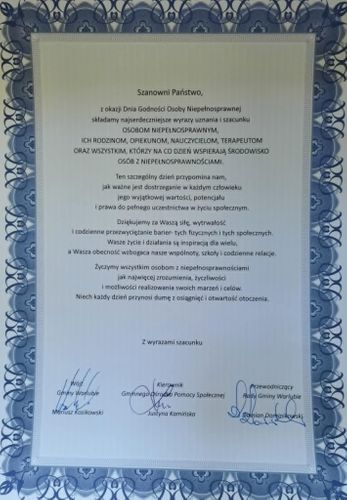 Szanowni Państwo,
z okazji Dnia Godności Osoby Niepełnosprawnej
składamy najserdeczniejsze wyrazy uznania i szacunku
OSOBOM NIEPEŁNOSPRAWNYM,
ICH RODZINOM, OPIEKUNOM, NAUCZYCIELOM, TERAPEUTOM
ORAZ WSZYSTKIM, KTÓRZY NA CO DZIEŃ WSPIERAJĄ ŚRODOWISKO
OSÓB Z NIEPEŁNOSPRAWNOŚCIAMI.
Ten szczególny dzień przypomina nam,
jak ważne jest dostrzeganie w każdym człowieku
jego wyjątkowej wartości, potencjału
i prawa do pełnego uczestnictwa w życiu społecznym.
Dziękujemy za Waszą siłę, wytrwałość
i codzienne przezwyciężanie barier- tych fizycznych i tych społecznych.
Wasze życie i działania są inspiracją dla wielu,
a Wasza obecność wzbogaca nasze wspólnoty, szkoły i codzienne relacje.
Życzymy wszystkim osobom z niepełnosprawnościami
jak najwięcej zrozumienia, życzliwości
i możliwości realizowania swoich marzeń i celów.
Niech każdy dzień przynosi dumę z osiągnięć i otwartość otoczenia.
Z wyrazami szacunku
Wójt Kierownik Przewodniczący
Gminy Warlubie Gminnego Ośrodka Pomocy Społecznej Rady Gminy Warlubie
Mariusz Kosikowski Justyna Kamińska Damian Domasikowski